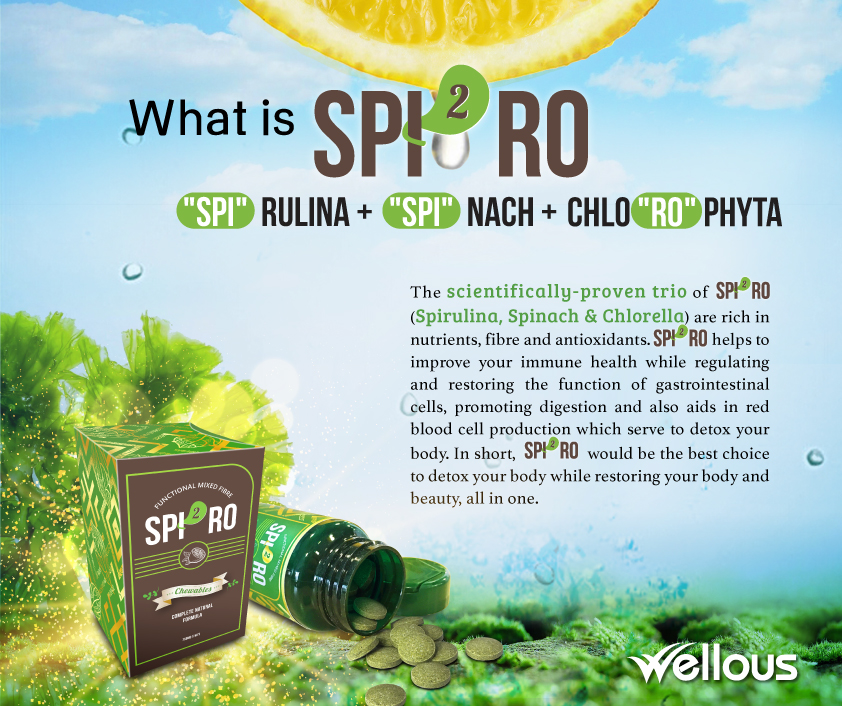 What is SPI²RO
"SPI" RULINA + "SPI" NACH + CHLO "RO" PHYTA
The scientifically-proven trio of SPI²RO
(Spirulina, Spinach & Chlorella) are rich in
nutrients, fibre and antioxidants. SPI²RO helps to
improve your immune health while regulating
and restoring the function of gastrointestinal
cells, promoting digestion and also aids in red
blood cell production which serve to detox your
body. In short, SPI²RO would be the best choice
to detox your body while restoring your body and
beauty, all in one.
FUNCTIONAL MIXED FIBRE
SPI²RO
Chewables
COMPLETE NATURAL
FORMULA
SPI²RO
Wellous